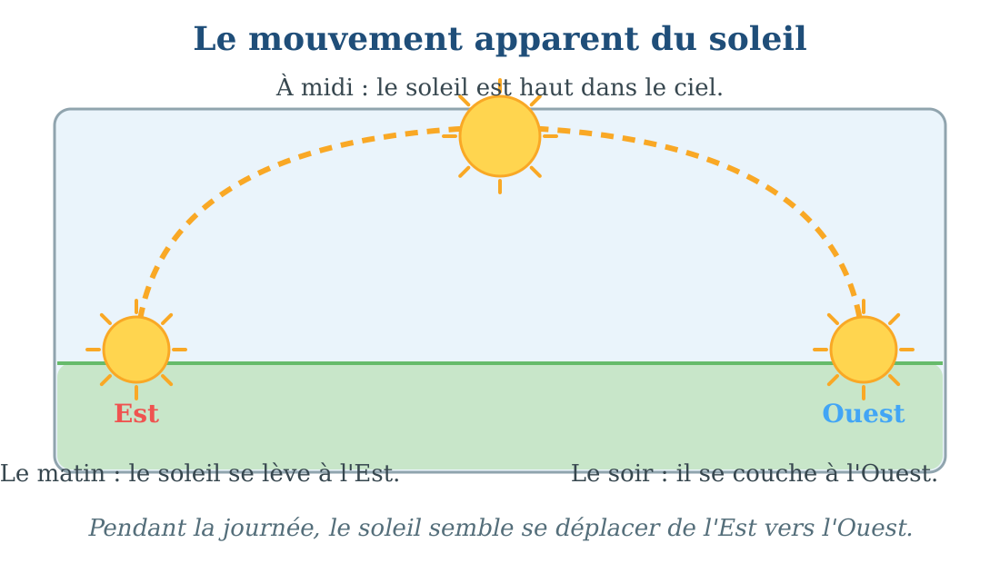 Le mouvement apparent du soleil
À midi : le soleil est haut dans le ciel.
Est
Ouest
Le matin : le soleil se lève à l'Est.
Le soir : il se couche à l'Ouest.
Pendant la journée, le soleil semble se déplacer de l'Est vers l'Ouest.